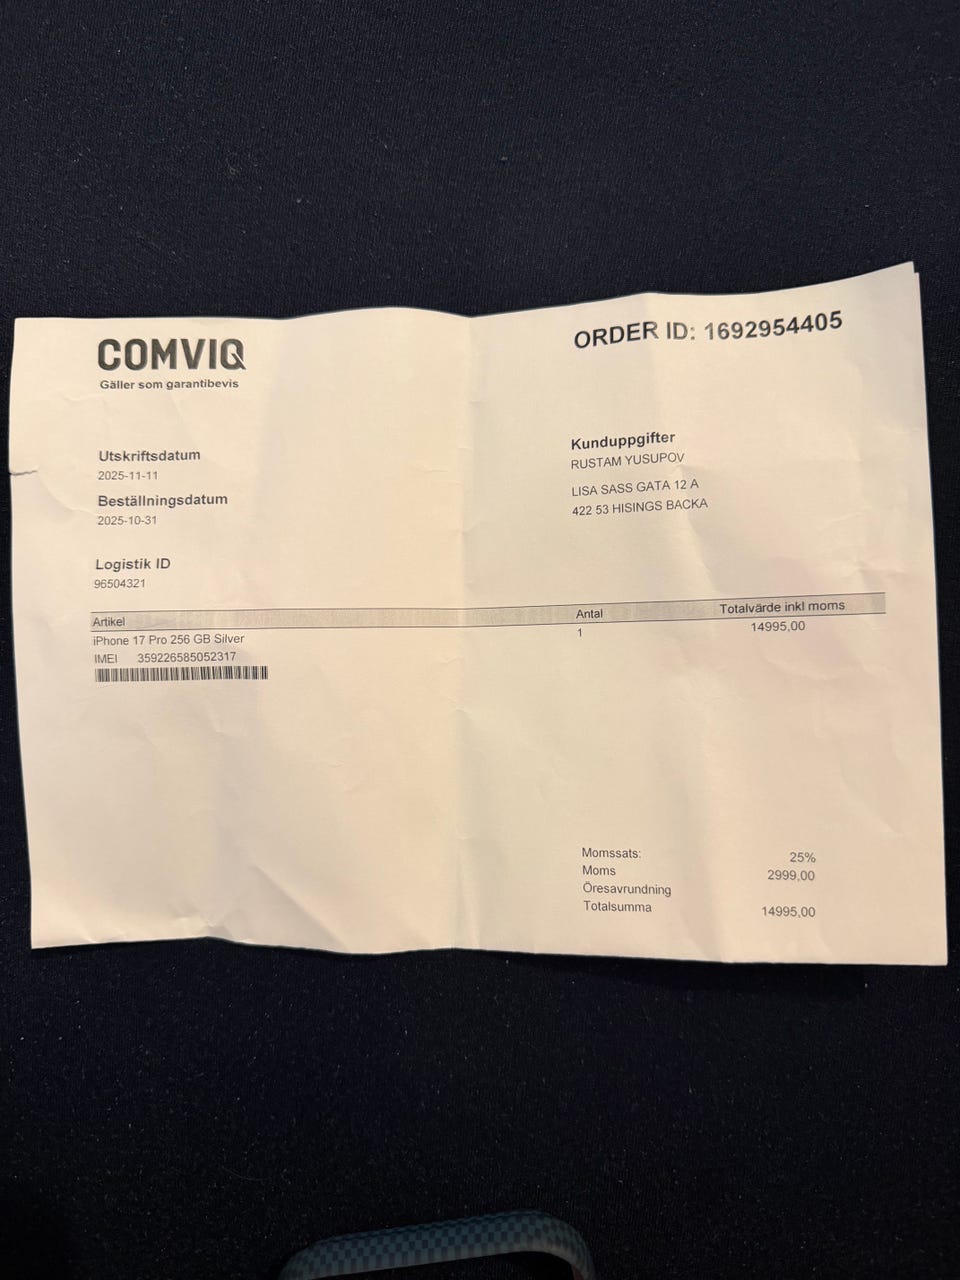 COMVIQ
Gäller som garantibevis
ORDER ID: 1692954405
Utskriftsdatum
2025-11-11
Beställningsdatum
2025-10-31
Logistik ID
96504321
Kunduppgifter
RUSTAM YUSUPOV
LISA SASS GATA 12 A
422 53 HISINGS BACKA
Artikel Antal Totalvärde inkl moms
iPhone 17 Pro 256 GB Silver 1 14995,00
IMEI 359226585052317
Momssats: 25%
Moms 2999,00
Öresavrundning
Totalsumma 14995,00